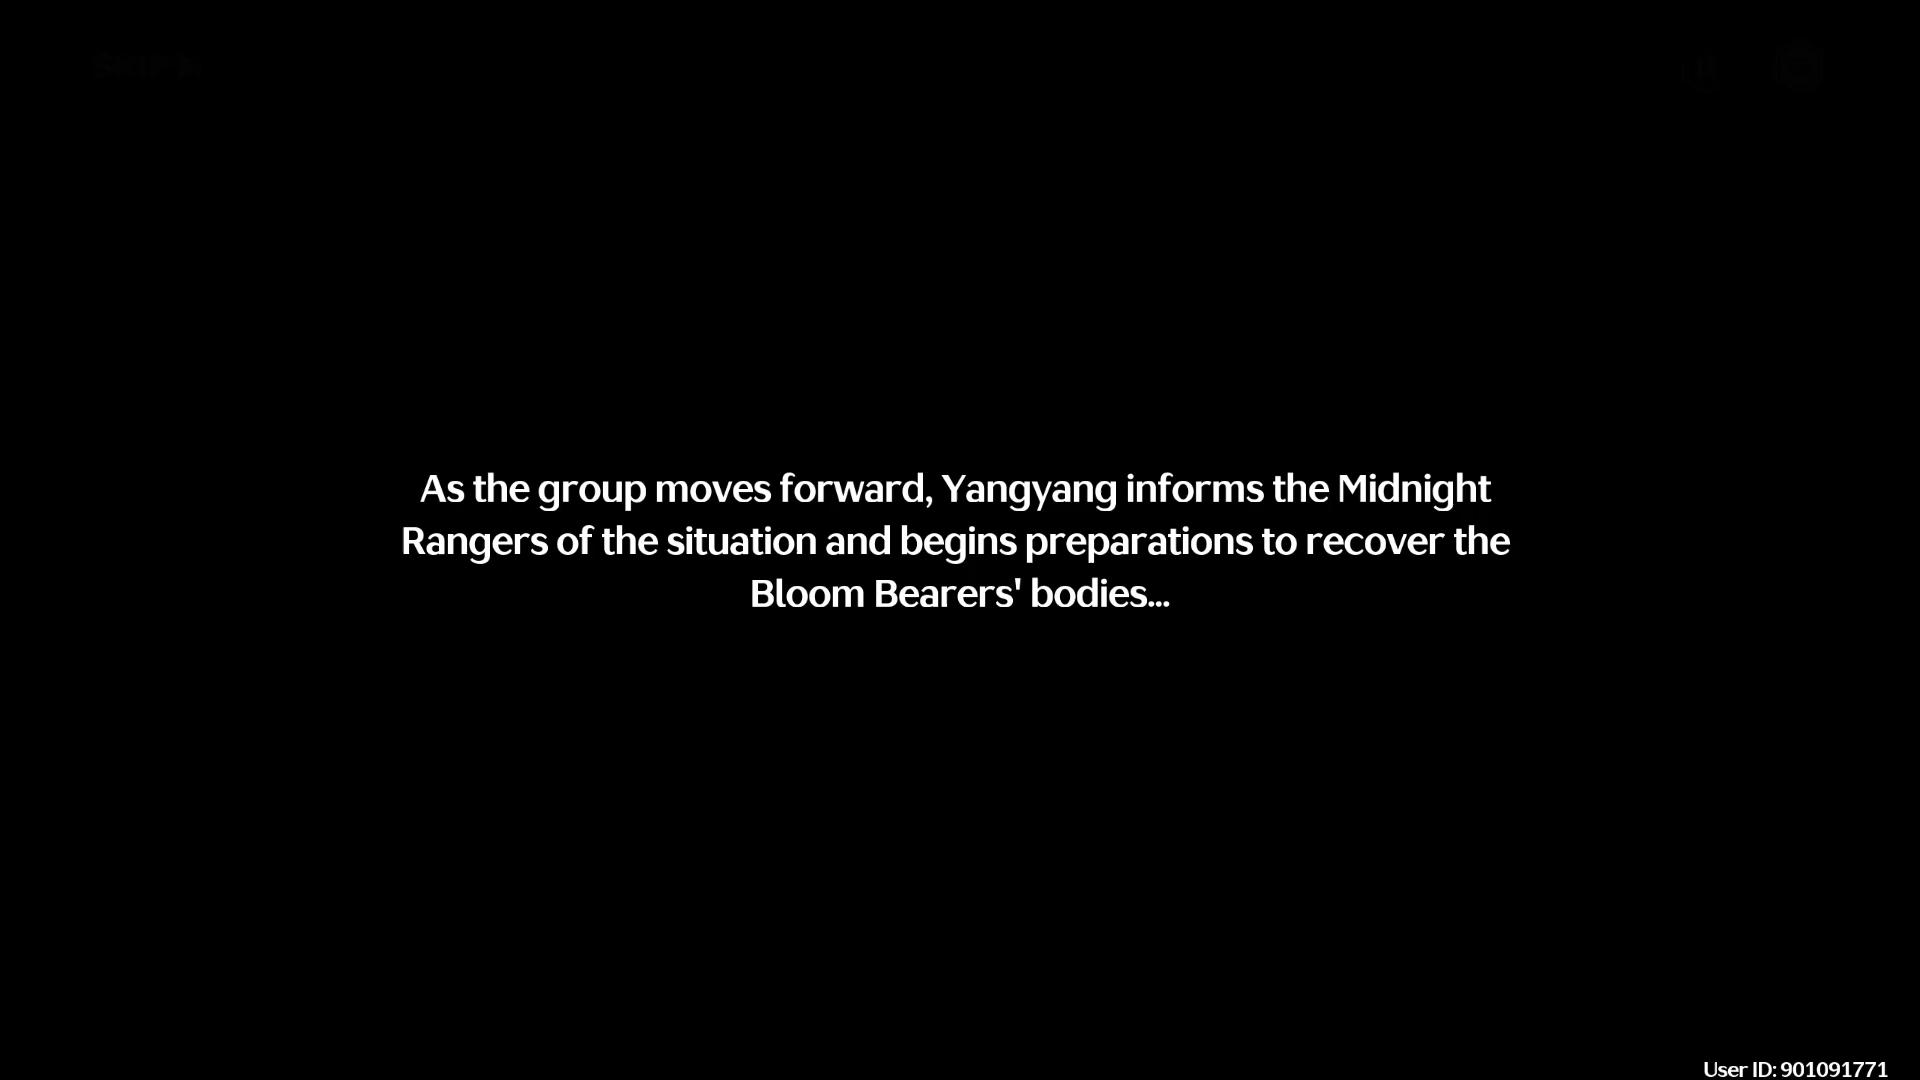 As the group moves forward, Yangyang informs the Midnight
Rangers of the situation and begins preparations to recover the
Bloom Bearers' bodies...
User ID: 901091771